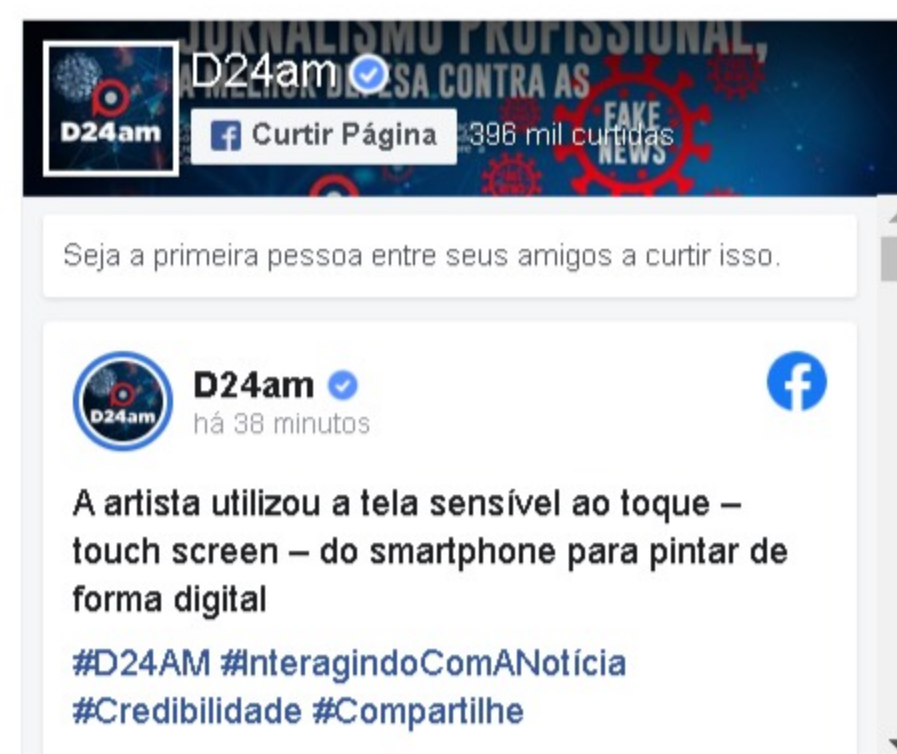 JORNALISMO PROFISSIONAL,
D24am
A MELHOR DEFESA CONTRA AS
FAKE
NEWS
D24am
Curtir Página
396 mil curtidas
Seja a primeira pessoa entre seus amigos a curtir isso.
D24am
D24am
há 38 minutos
A artista utilizou a tela sensível ao toque –
touch screen – do smartphone para pintar de
forma digital
#D24AM #InteragindoComANotícia
#Credibilidade #Compartilhe